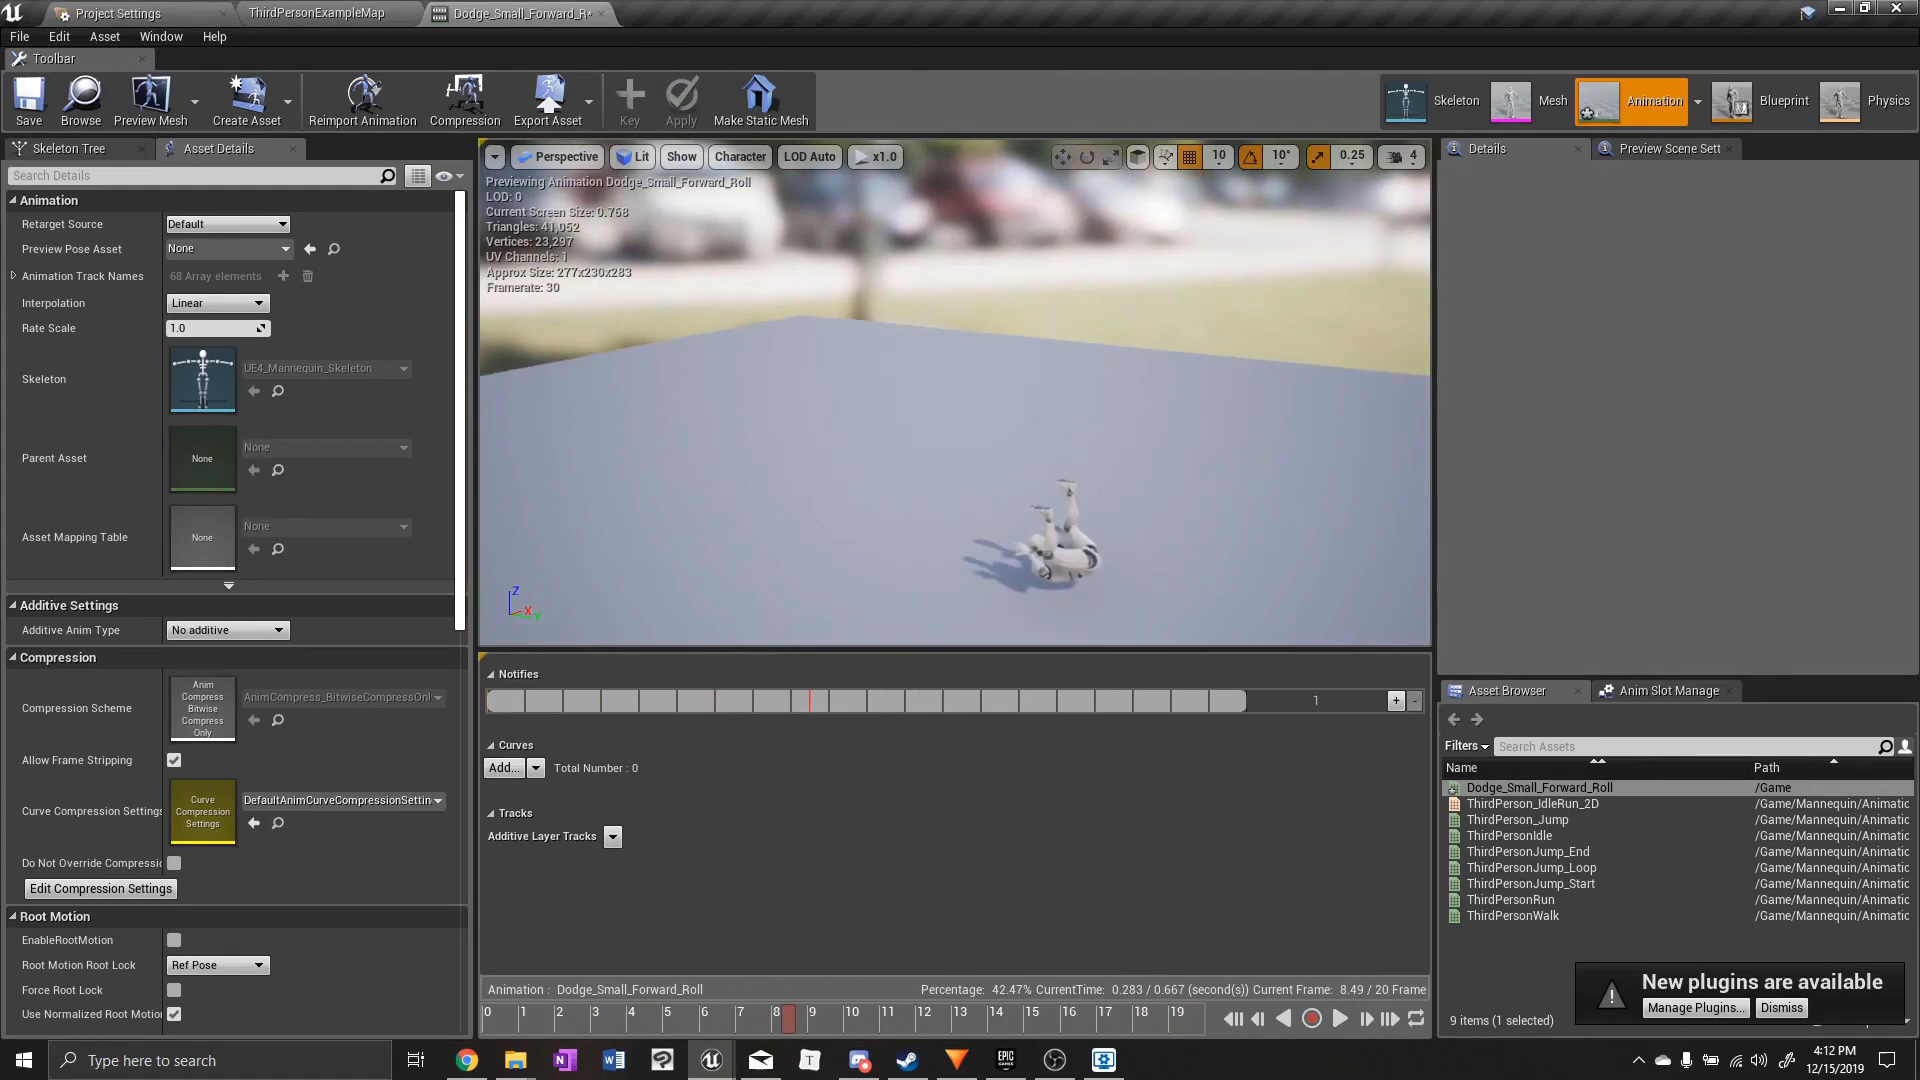 Project Settings
ThirdPersonExampleMap
Dodge_Small_Forward_R*
File Edit Asset Window Help
Toolbar
Save
Browse
Preview Mesh
Create Asset
Reimport Animation
Compression
Export Asset
Key
Apply
Make Static Mesh
Skeleton
Mesh
Animation
Blueprint
Physics
Skeleton Tree
Asset Details
Search Details
Animation
Retarget Source
Default
Preview Pose Asset
None
Animation Track Names
68 Array elements
Interpolation
Linear
Rate Scale
1.0
Skeleton
UE4_Mannequin_Skeleton
Parent Asset
None
None
Asset Mapping Table
None
None
Additive Settings
Additive Anim Type
No additive
Compression
Compression Scheme
Anim
Compress
Bitwise
Compress
Only
AnimCompress_BitwiseCompressOnl
Allow Frame Stripping
Curve Compression Settings
Curve
Compression
Settings
DefaultAnimCurveCompressionSettin
Do Not Override Compressio
Edit Compression Settings
Root Motion
EnableRootMotion
Root Motion Root Lock
Ref Pose
Force Root Lock
Use Normalized Root Motion
Perspective
Lit
Show
Character
LOD Auto
x1.0
10
10°
0.25
4
Previewing Animation Dodge_Small_Forward_Roll
LOD: 0
Current Screen Size: 0.768
Triangles: 41,052
Vertices: 23,297
UV Channels: 1
Approx Size: 277x230x283
Framerate: 30
Z
X
Y
Notifies
1
+
-
Curves
Add...
Total Number : 0
Tracks
Additive Layer Tracks
Animation : Dodge_Small_Forward_Roll
Percentage: 42.47% CurrentTime: 0.283 / 0.667 (second(s)) Current Frame: 8.49 / 20 Frame
0 1 2 3 4 5 6 7 8 9 10 11 12 13 14 15 16 17 18 19
Details
Preview Scene Sett
Asset Browser
Anim Slot Manage
Filters
Search Assets
Name
Path
Dodge_Small_Forward_Roll /Game
ThirdPerson_IdleRun_2D /Game/Mannequin/Animatic
ThirdPerson_Jump /Game/Mannequin/Animatic
ThirdPersonIdle /Game/Mannequin/Animatic
ThirdPersonJump_End /Game/Mannequin/Animatic
ThirdPersonJump_Loop /Game/Mannequin/Animatic
ThirdPersonJump_Start /Game/Mannequin/Animatic
ThirdPersonRun /Game/Mannequin/Animatic
ThirdPersonWalk /Game/Mannequin/Animatic
9 items (1 selected)
New plugins are available
Manage Plugins...
Dismiss
Type here to search
N
W
T
EPIC
GAMES
4:12 PM
12/15/2019